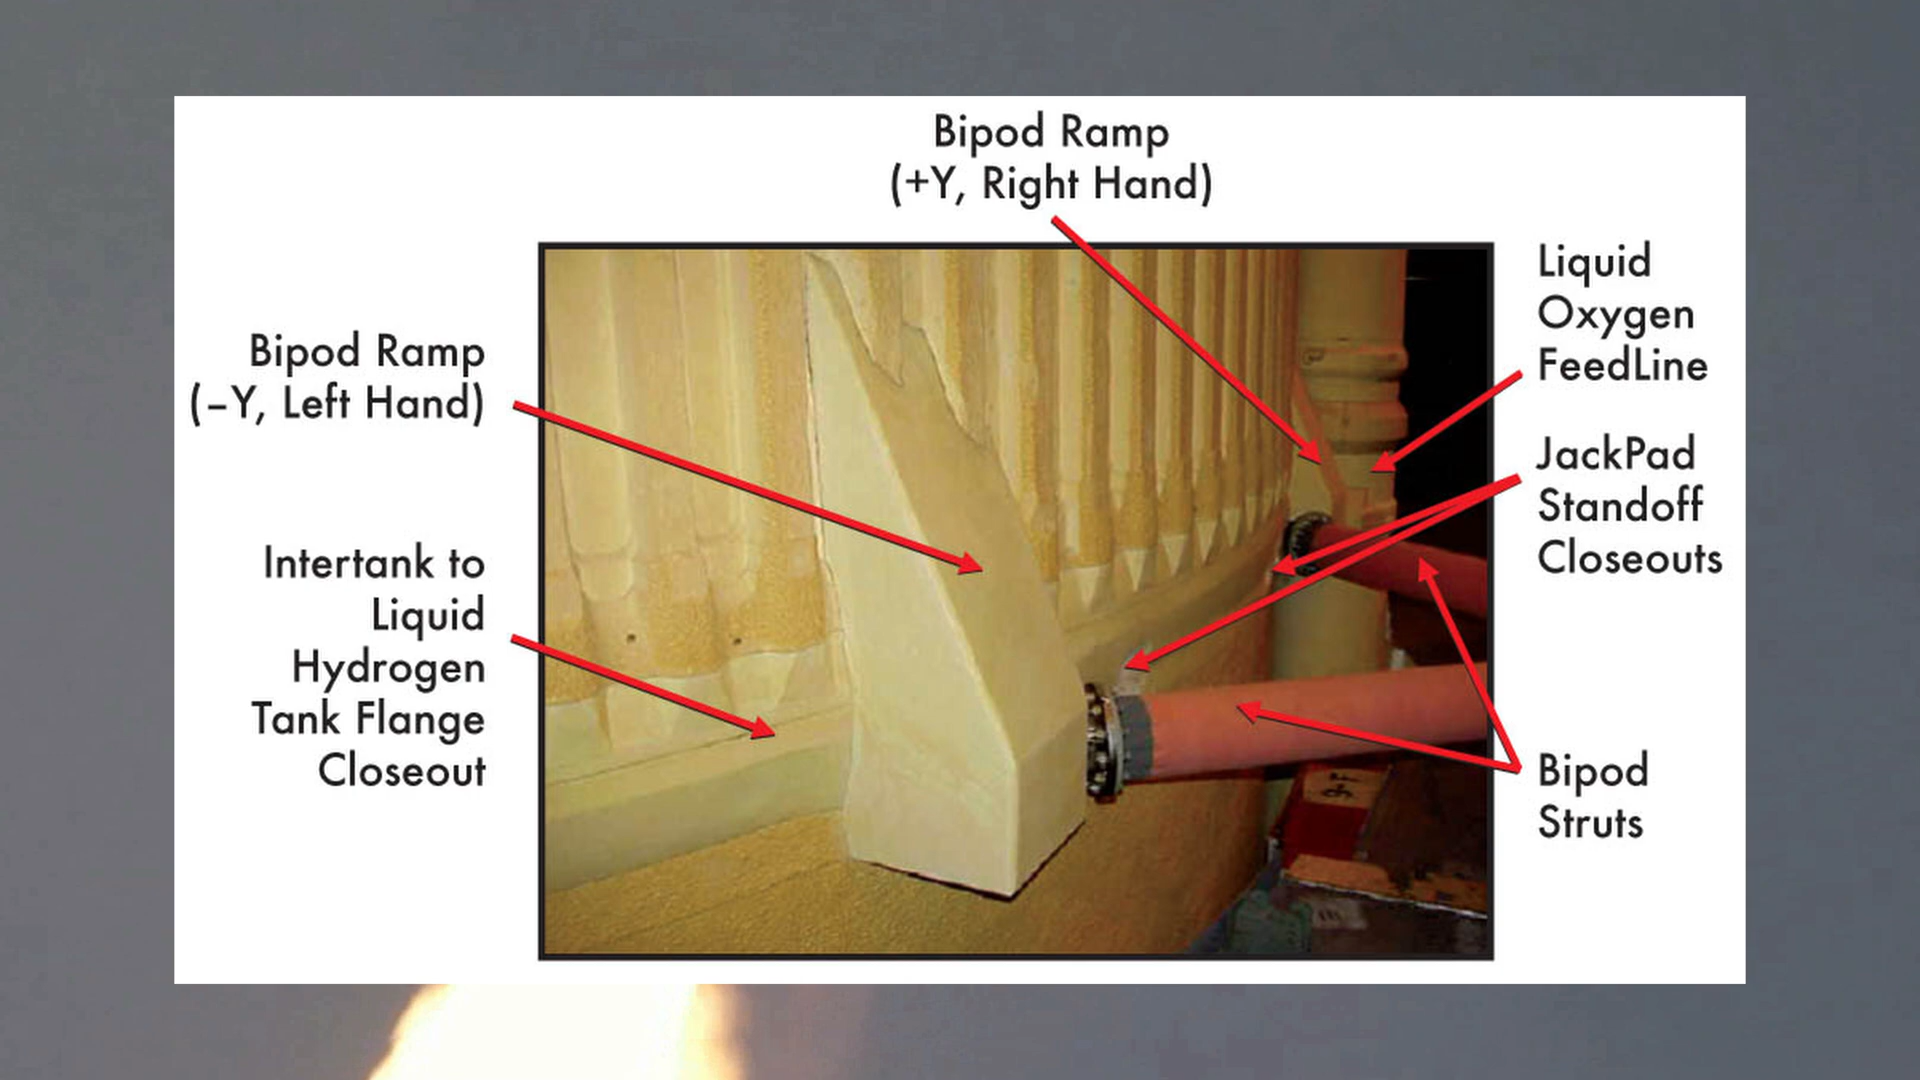 Bipod Ramp
(+Y, Right Hand)
Liquid
Oxygen
FeedLine
Bipod Ramp
(–Y, Left Hand)
JackPad
Standoff
Closeouts
Intertank to
Liquid
Hydrogen
Tank Flange
Closeout
Bipod
Struts